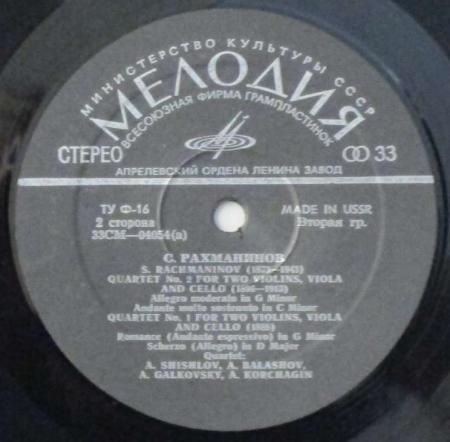 МИНИСТЕРСТВО КУЛЬТУРЫ СССР
МЕЛОДИЯ
ВСЕСОЮЗНАЯ ФИРМА ГРАМПЛАСТИНОК
СТЕРЕО
33
АПРЕЛЕВСКИЙ ОРДЕНА ЛЕНИНА ЗАВОД
ТУ Ф-16
MADE IN USSR
2 сторона
Вторая гр.
33СМ—04054(а)
С. РАХМАНИНОВ
S. RACHMANINOV (1873—1943)
QUARTET No. 2 FOR TWO VIOLINS, VIOLA
AND CELLO (1896—1913)
Allegro moderato in G Minor
Andante molto sostenuto in C Minor
QUARTET No. 1 FOR TWO VIOLINS, VIOLA
AND CELLO (1889)
Romance (Andante espressivo) in G Minor
Scherzo (Allegro) in D Major
Quartet:
A. SHISHLOV, A. BALASHOV,
A. GALKOVSKY, A. KORCHAGIN